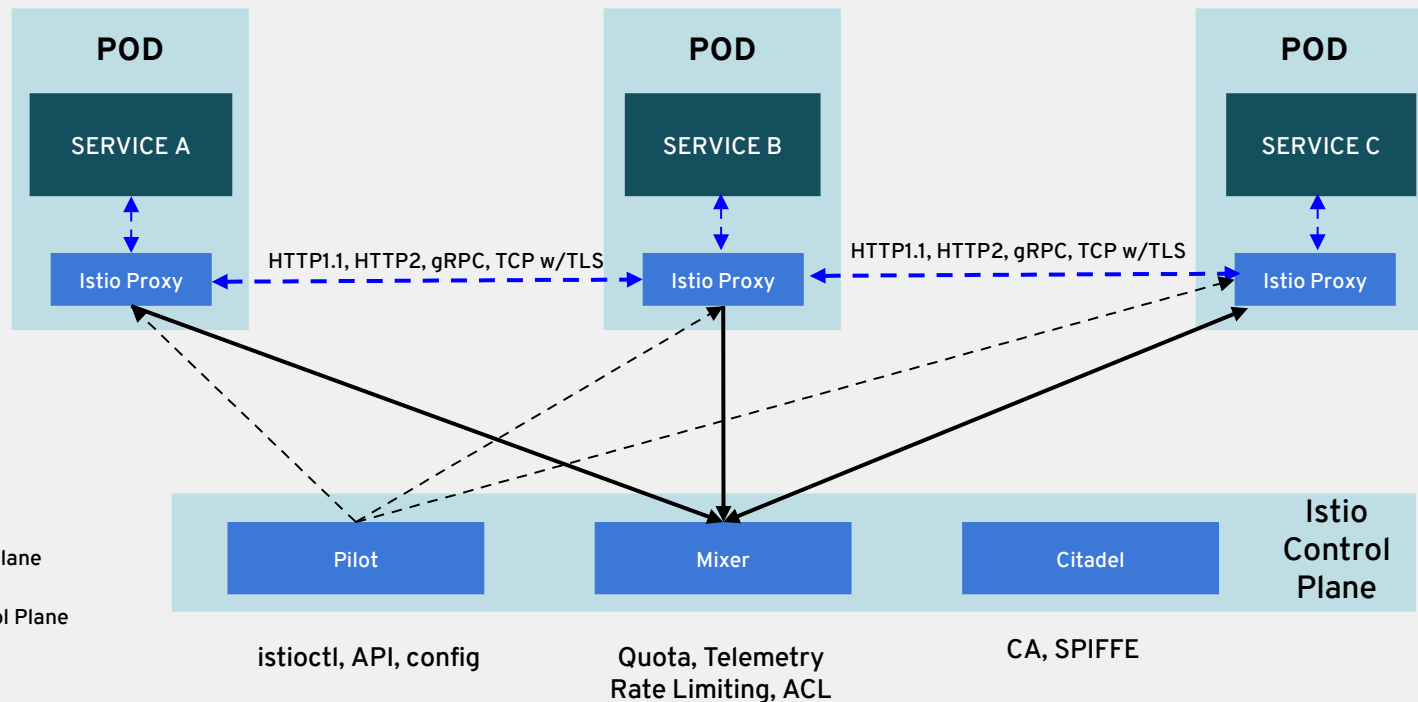 POD
POD
POD
SERVICE A
SERVICE B
SERVICE C
HTTP1.1, HTTP2, gRPC, TCP w/TLS
HTTP1.1, HTTP2, gRPC, TCP w/TLS
Istio Proxy
Istio Proxy
Istio Proxy
Pilot
Mixer
Citadel
Istio
Control
Plane
Plane
Plane
istioctl, API, config
Quota, Telemetry
Rate Limiting, ACL
CA, SPIFFE